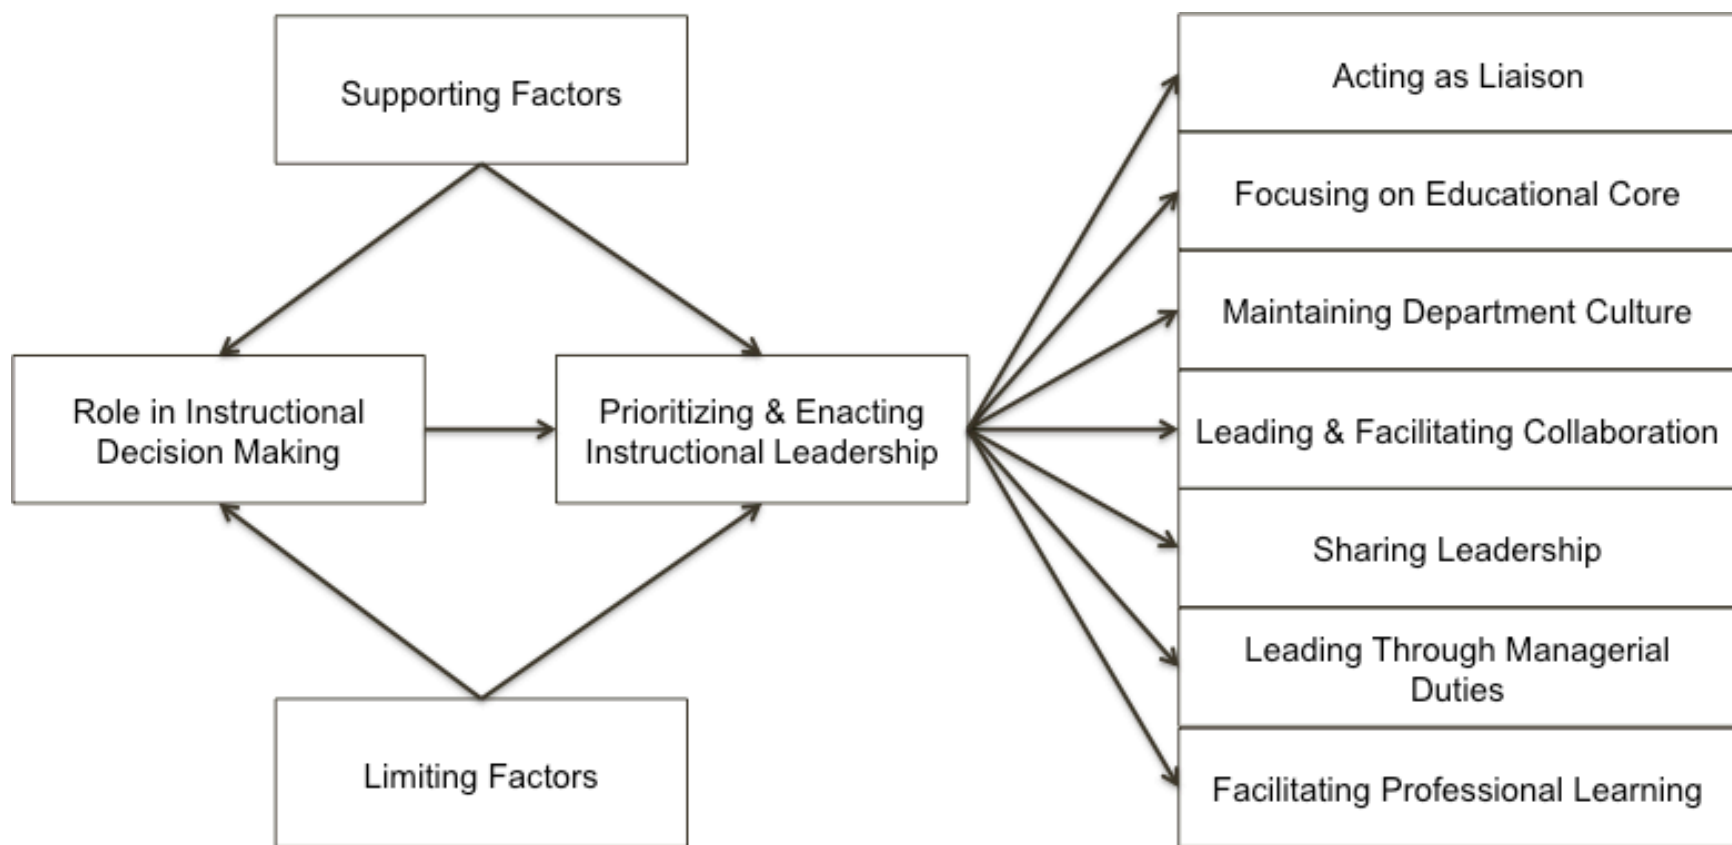 Supporting Factors
Role in Instructional
Decision Making
Prioritizing & Enacting
Instructional Leadership
Limiting Factors
Acting as Liaison
Focusing on Educational Core
Maintaining Department Culture
Leading & Facilitating Collaboration
Sharing Leadership
Leading Through Managerial
Duties
Facilitating Professional Learning